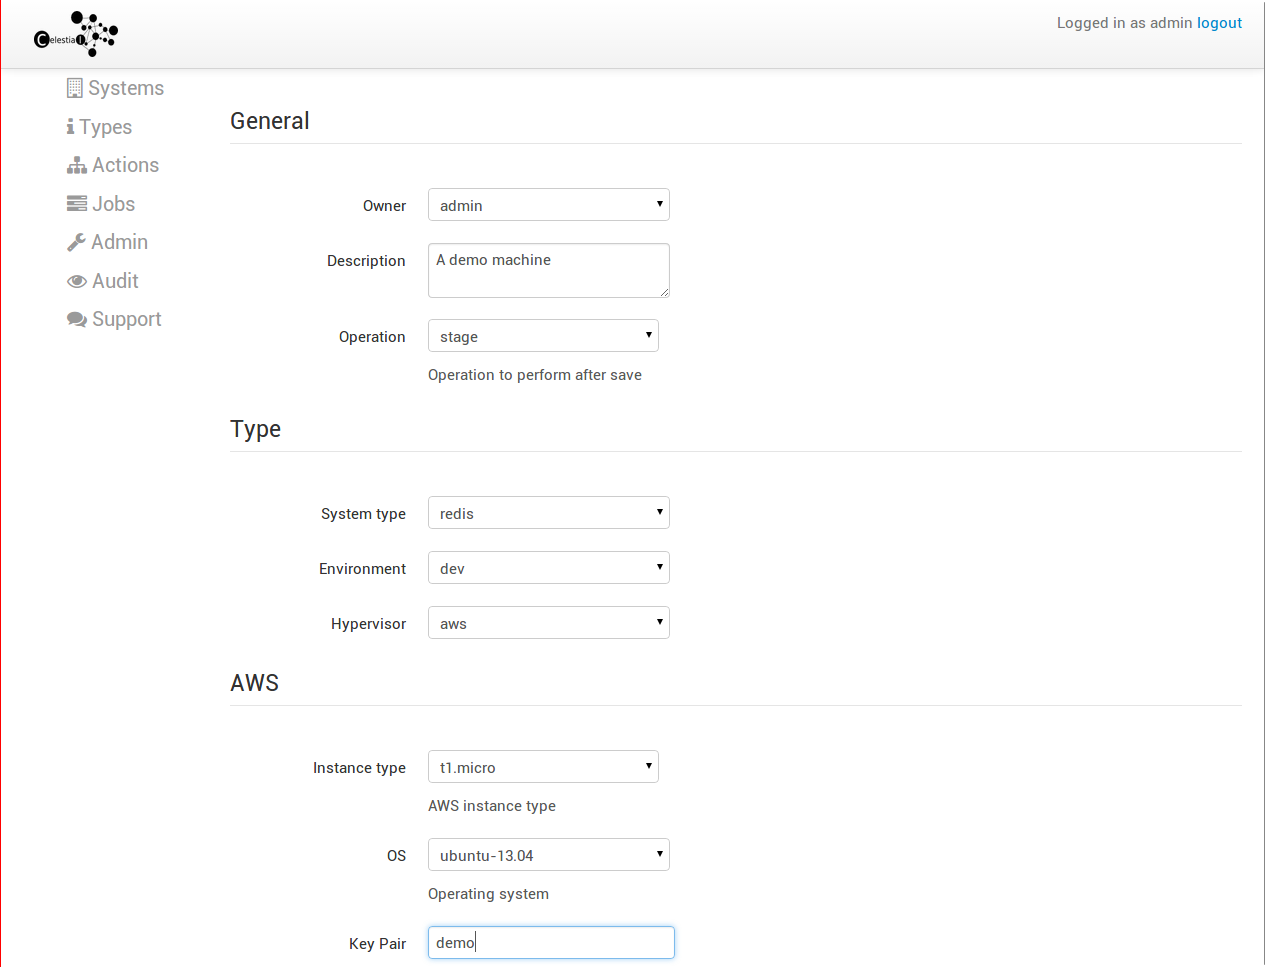 Celestial
Logged in as admin logout
Systems
Types
Actions
Jobs
Admin
Audit
Support
General
Owner admin
Description A demo machine
Operation stage
Operation to perform after save
Type
System type redis
Environment dev
Hypervisor aws
AWS
Instance type t1.micro
AWS instance type
OS ubuntu-13.04
Operating system
Key Pair demo